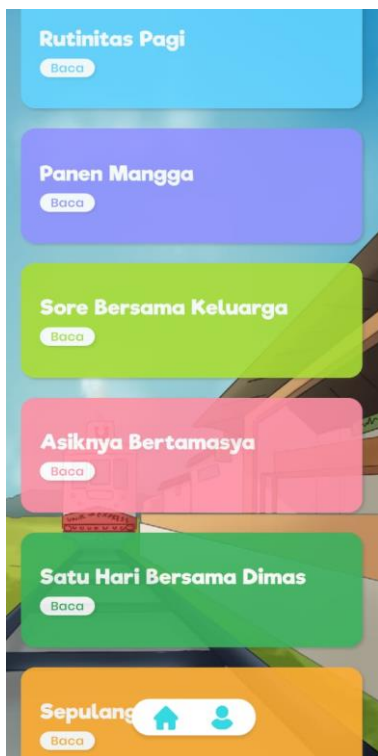 Rutinitas Pagi
Baca
Panen Mangga
Baca
Sore Bersama Keluarga
Baca
Asiknya Bertamasya
Baca
Satu Hari Bersama Dimas
Baca
Sepulang
Baca